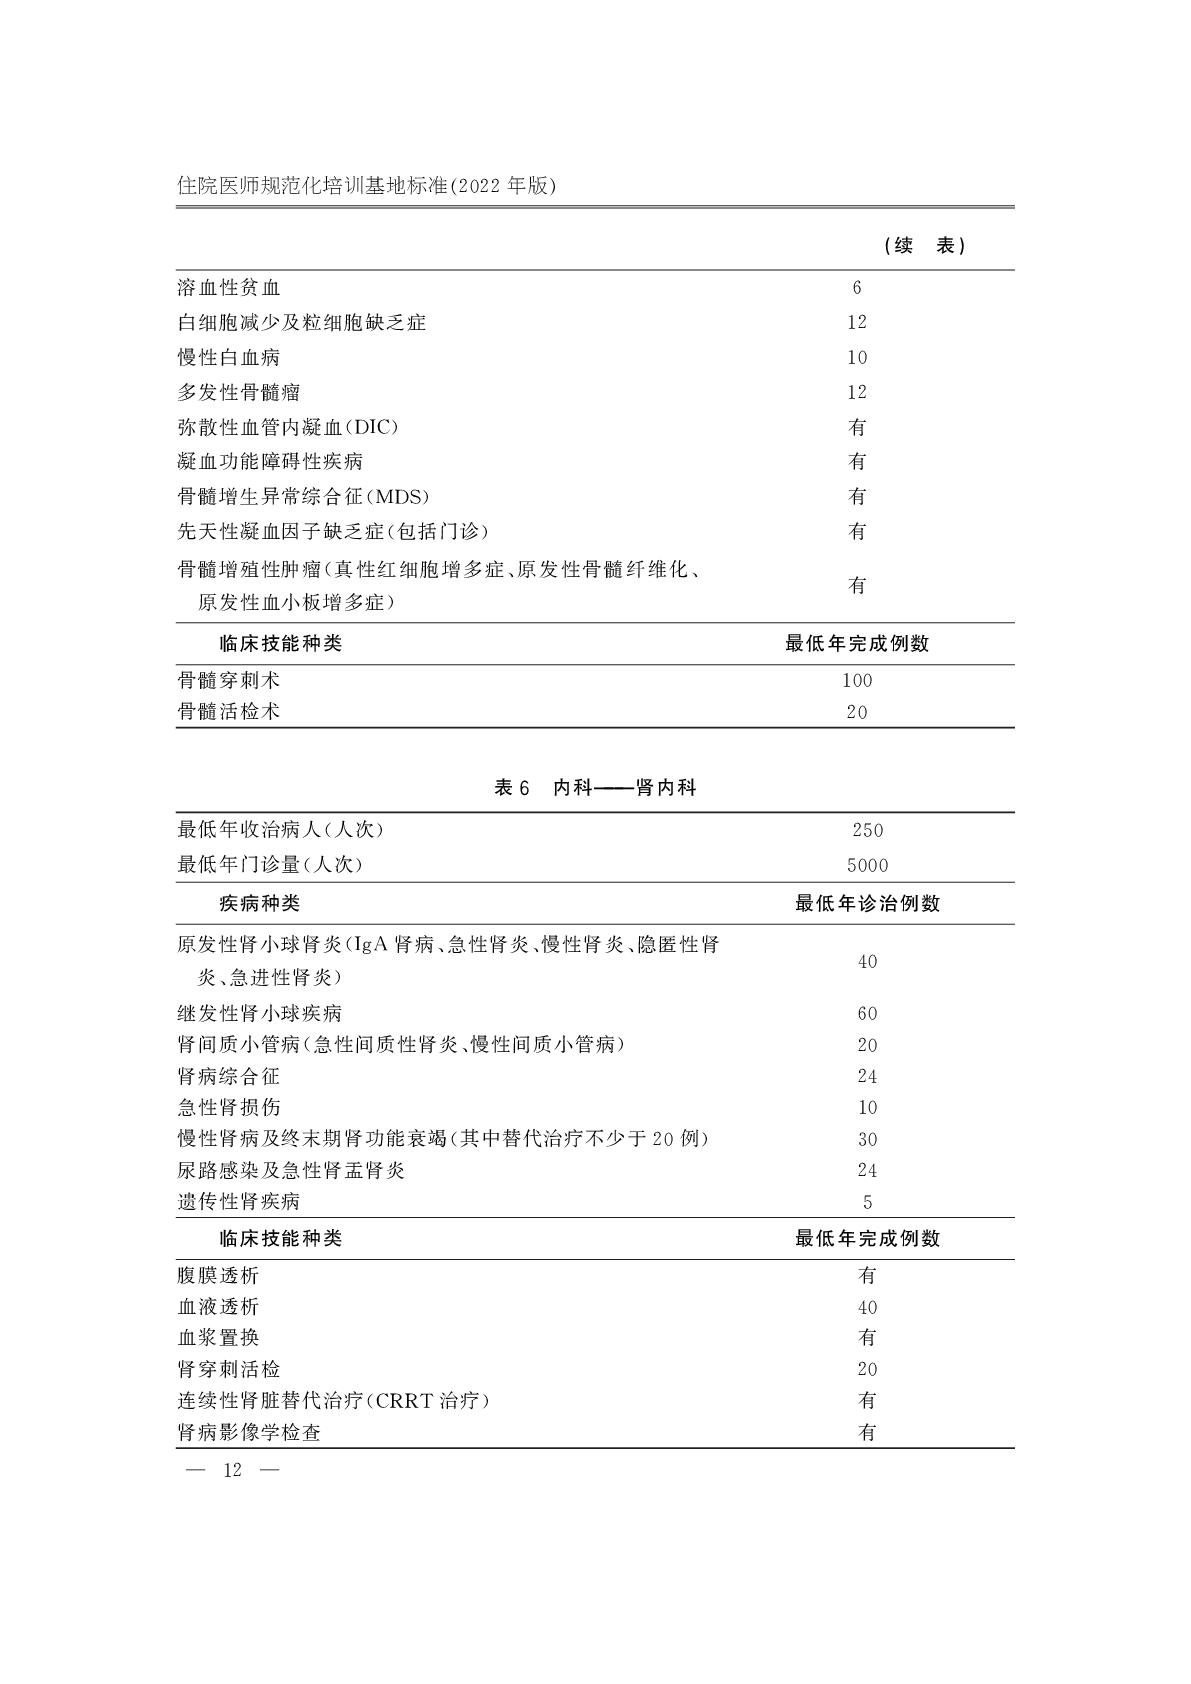 住院医师规范化培训基地标准(2022年版)
(续 表)
溶血性贫血 6
白细胞减少及粒细胞缺乏症 12
慢性白血病 10
多发性骨髓瘤 12
弥散性血管内凝血(DIC) 有
凝血功能障碍性疾病 有
骨髓增生异常综合征(MDS) 有
先天性凝血因子缺乏症(包括门诊) 有
骨髓增殖性肿瘤(真性红细胞增多症、原发性骨髓纤维化、
原发性血小板增多症) 有
临床技能种类 最低年完成例数
骨髓穿刺术 100
骨髓活检术 20
表6 内科——肾内科
最低年收治病人(人次) 250
最低年门诊量(人次) 5000
疾病种类 最低年诊治例数
原发性肾小球肾炎(IgA肾病、急性肾炎、慢性肾炎、隐匿性肾
炎、急进性肾炎) 40
继发性肾小球疾病 60
肾间质小管病(急性间质性肾炎、慢性间质小管病) 20
肾病综合征 24
急性肾损伤 10
慢性肾病及终末期肾功能衰竭(其中替代治疗不少于20例) 30
尿路感染及急性肾盂肾炎 24
遗传性肾疾病 5
临床技能种类 最低年完成例数
腹膜透析 有
血液透析 40
血浆置换 有
肾穿刺活检 20
连续性肾脏替代治疗(CRRT治疗) 有
肾病影像学检查 有
— 12 —